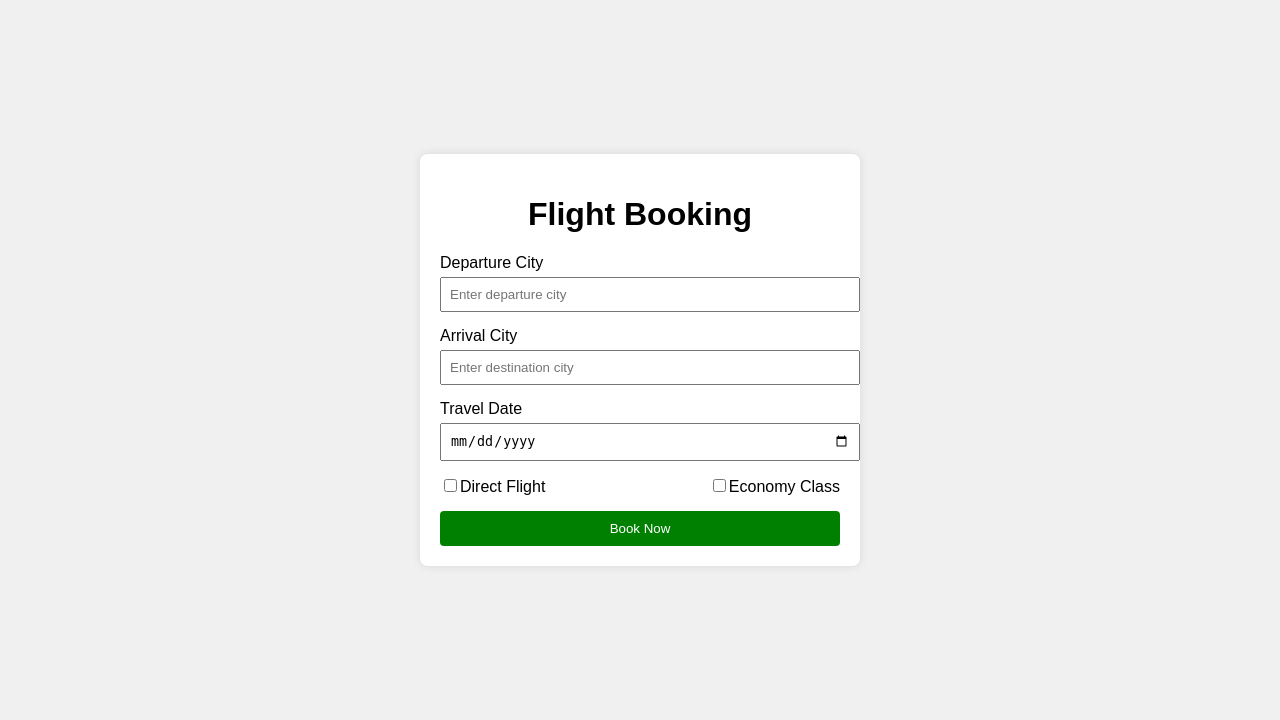 Flight Booking
Departure City
Enter departure city
Arrival City
Enter destination city
Travel Date
mm/dd/yyyy
Direct Flight Economy Class
Book Now